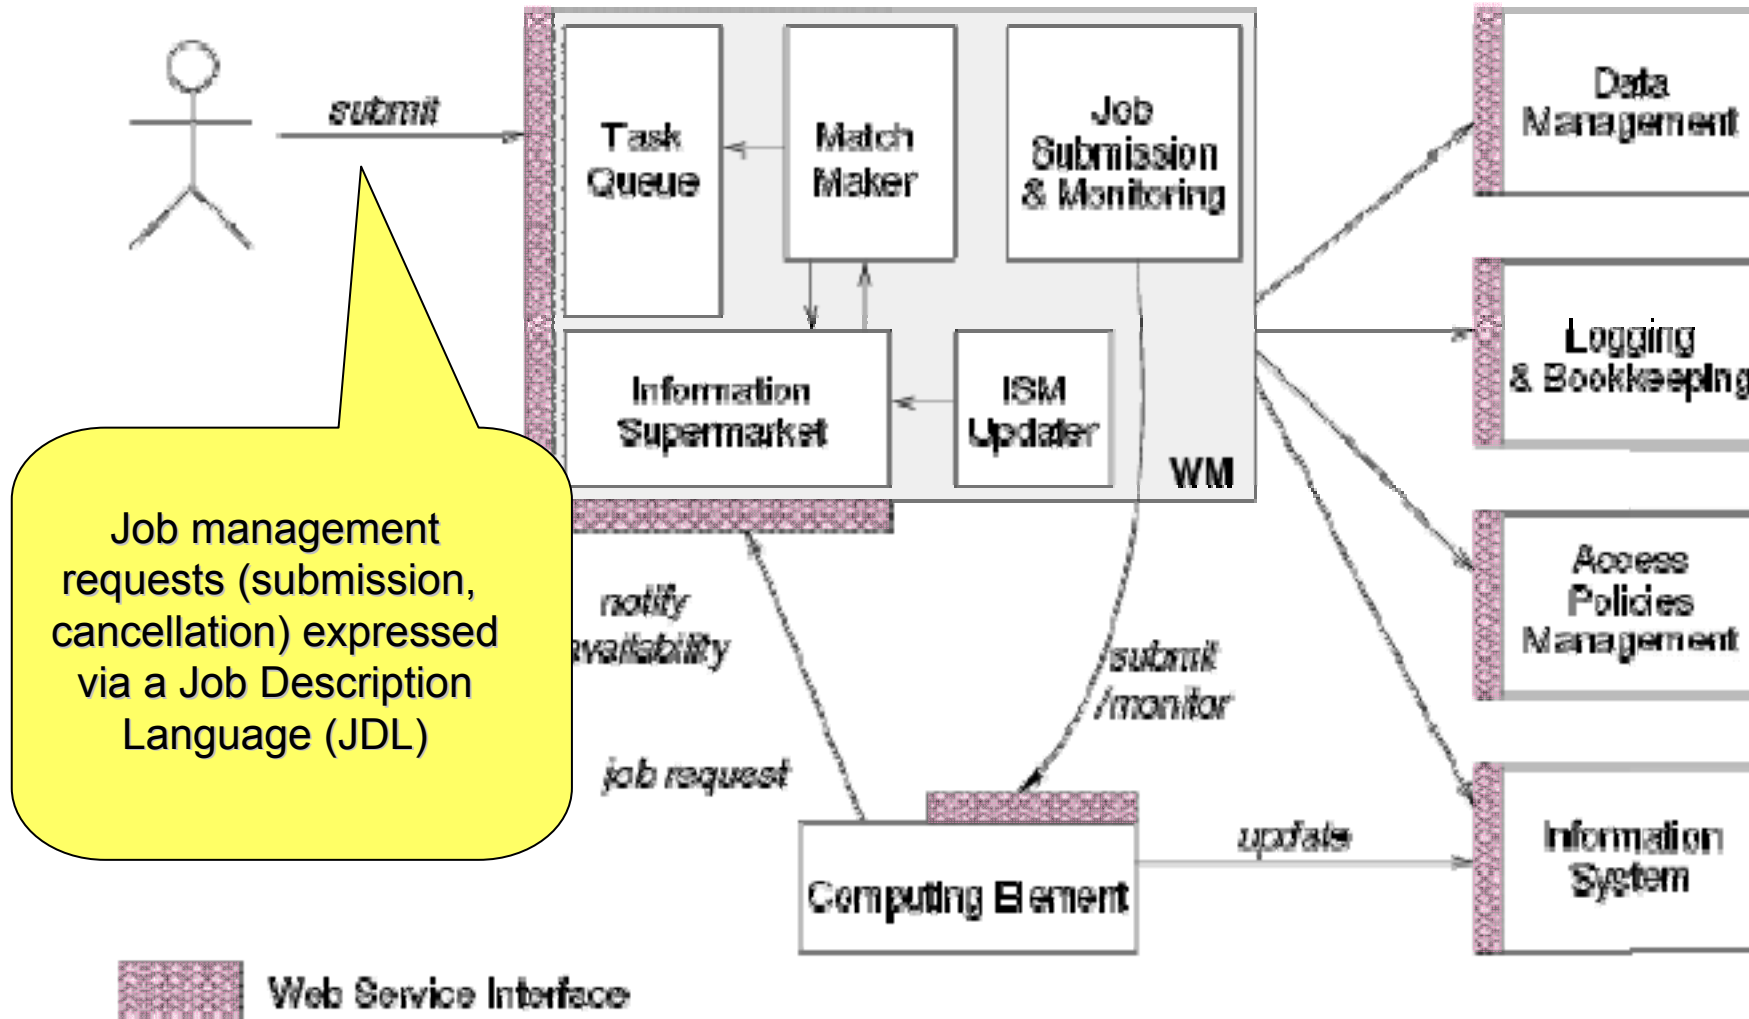 submit
Task
Queue
Match
Maker
Job
Submission
& Monitoring
Data
Management
Logging
& Bookkeeping
Information
Supermarket
ISM
Updater
WM
Job management
requests (submission,
cancellation) expressed
via a Job Description
Language (JDL)
notify
availability
job request
submit
/monitor
Access
Policies
Management
Computing Element
update
Information
System
Web Service Interface